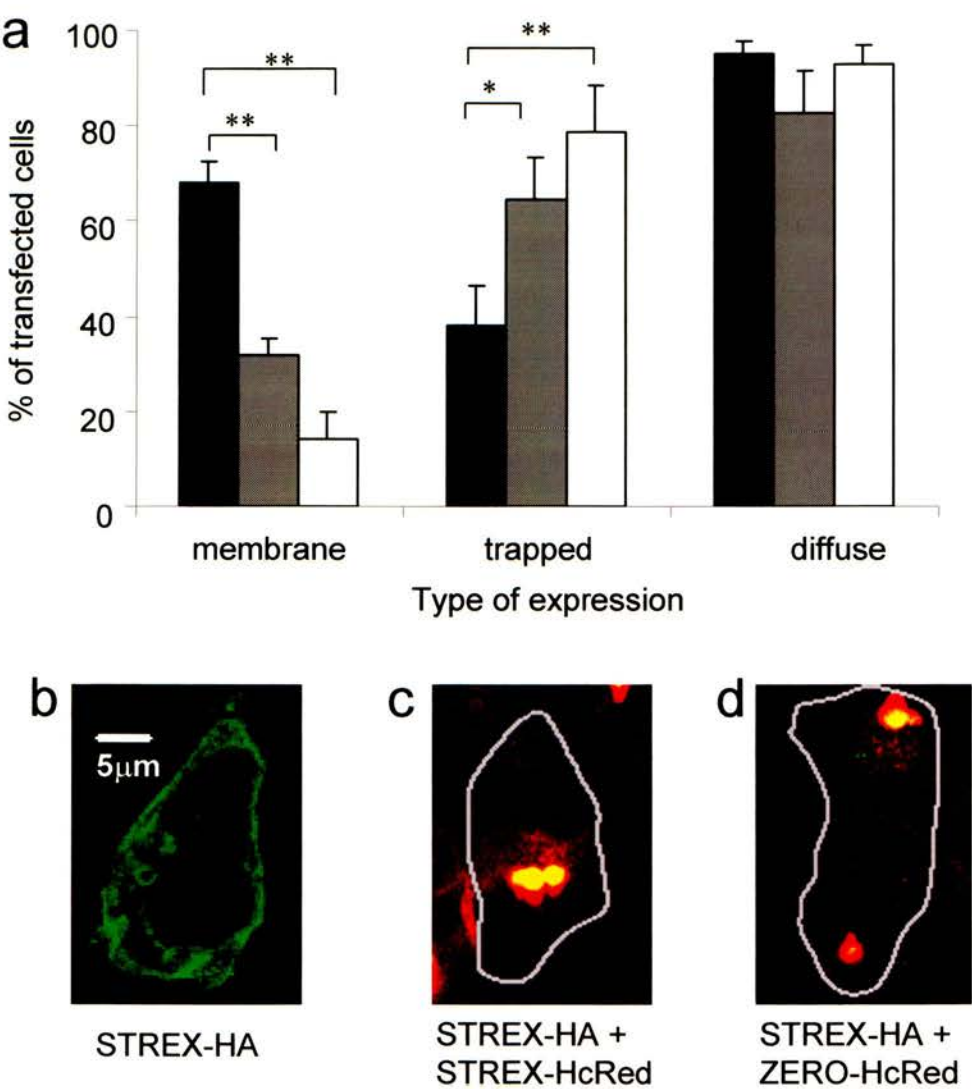 a
100
80
60
40
20
0
% of transfected cells
**
**
*
**
membrane trapped diffuse
Type of expression
b
5μm
STREX-HA
c
STREX-HA +
STREX-HcRed
d
STREX-HA +
ZERO-HcRed